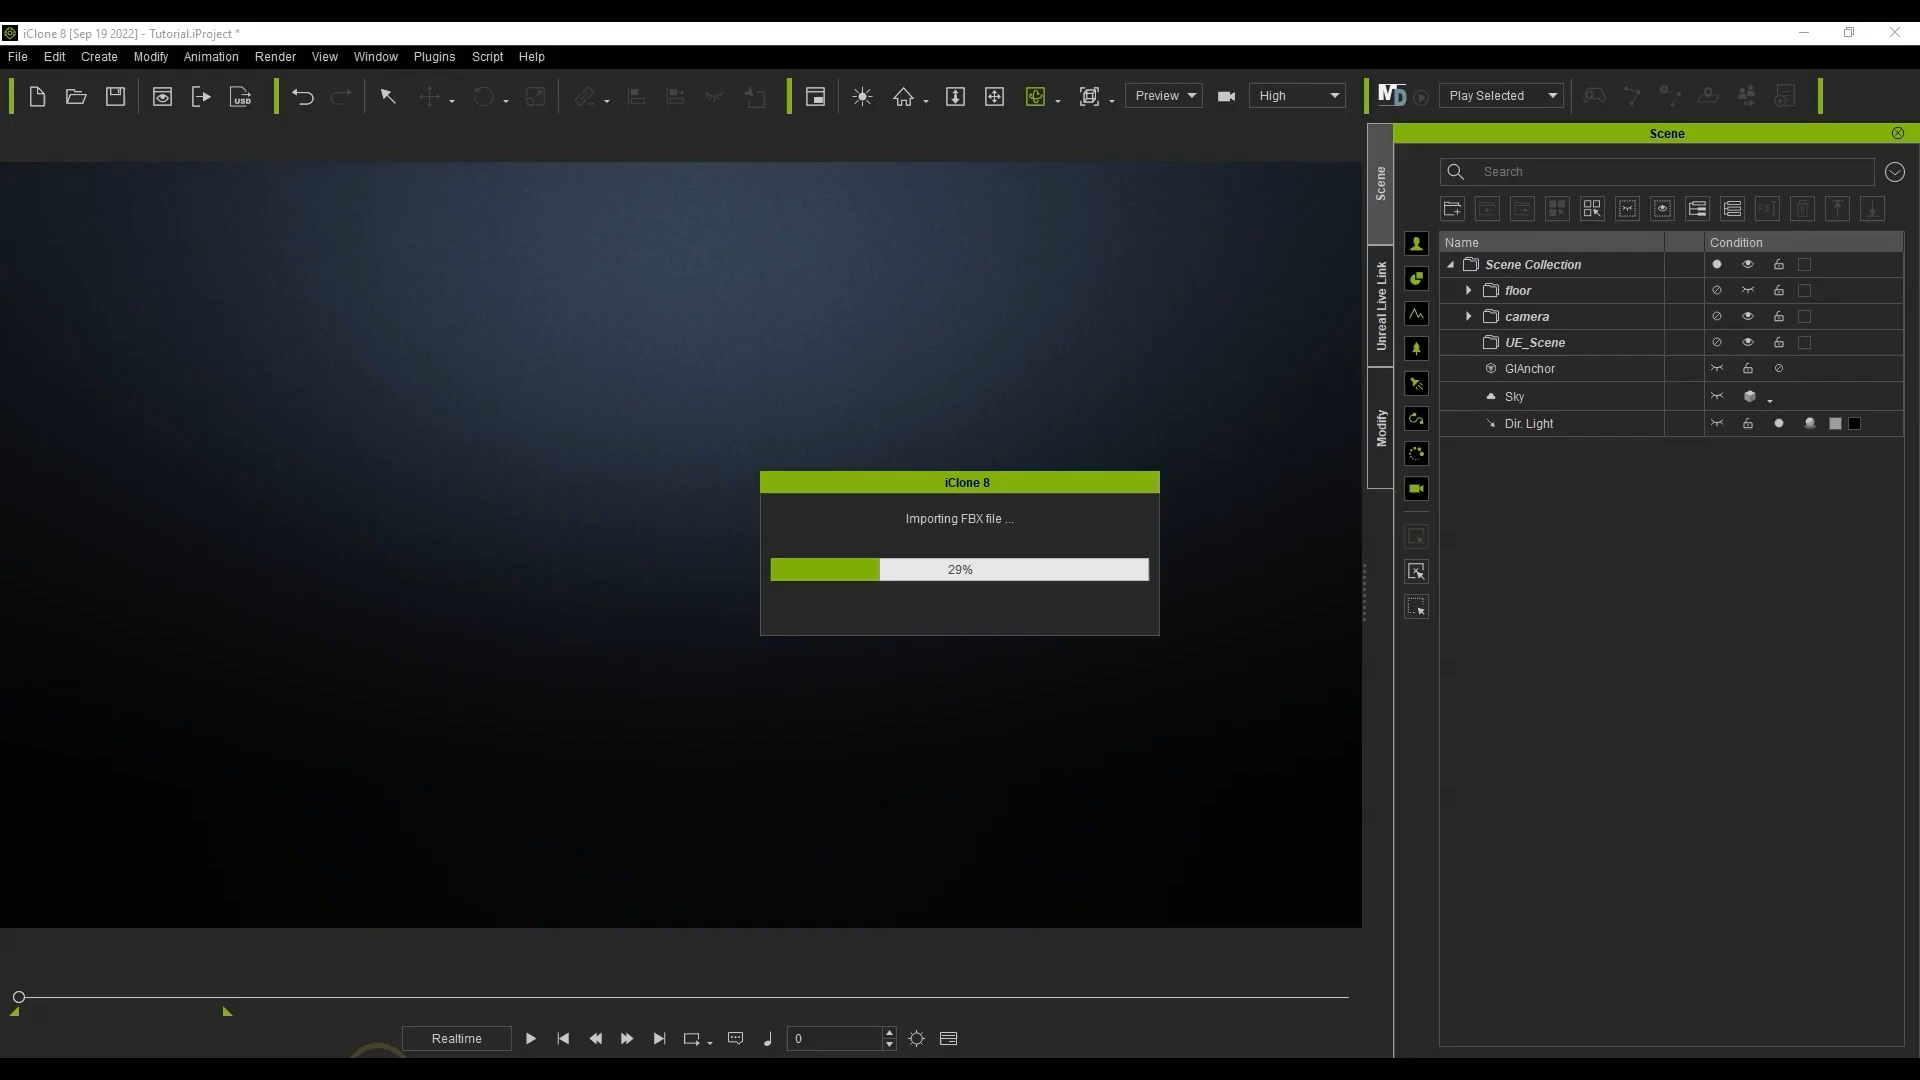 iClone 8 [Sep 19 2022] - Tutorial.iProject *
File Edit Create Modify Animation Render View Window Plugins Script Help
USD Preview High MD Play Selected
Scene
Search
Scene
Unreal Live Link
Modify
Name Condition
Scene Collection
floor
camera
UE_Scene
GIAnchor
Sky
Dir. Light
iClone 8
Importing FBX file ...
29%
Realtime 0